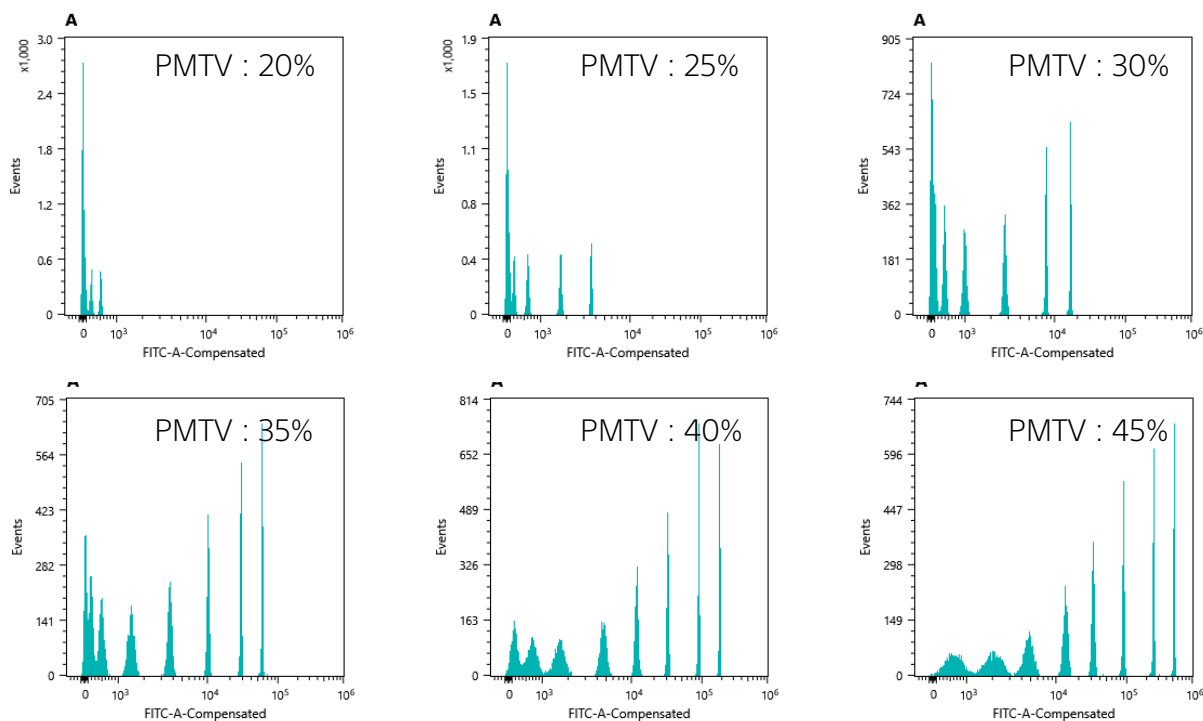 A
PMTV : 20%
x1,000
3.0
2.4
1.8
1.2
0.6
0
Events
0 10³ 10⁴ 10⁵ 10⁶
FITC-A-Compensated
A
PMTV : 25%
x1,000
1.9
1.5
1.1
0.8
0.4
0
Events
0 10³ 10⁴ 10⁵ 10⁶
FITC-A-Compensated
A
PMTV : 30%
905
724
543
362
181
0
Events
0 10³ 10⁴ 10⁵ 10⁶
FITC-A-Compensated
A
PMTV : 35%
705
564
423
282
141
0
Events
0 10³ 10⁴ 10⁵ 10⁶
FITC-A-Compensated
A
PMTV : 40%
814
652
489
326
163
0
Events
0 10³ 10⁴ 10⁵ 10⁶
FITC-A-Compensated
A
PMTV : 45%
744
596
447
298
149
0
Events
0 10³ 10⁴ 10⁵ 10⁶
FITC-A-Compensated